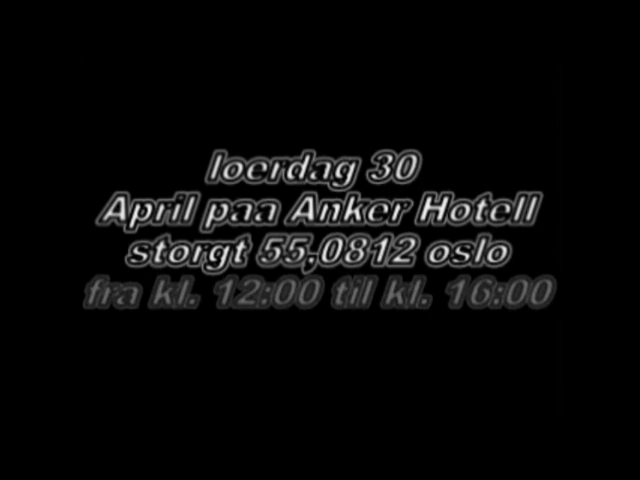 loerdag 30
April paa Anker Hotell
storgt 55,0812 oslo
fra kl. 12:00 til kl. 16:00